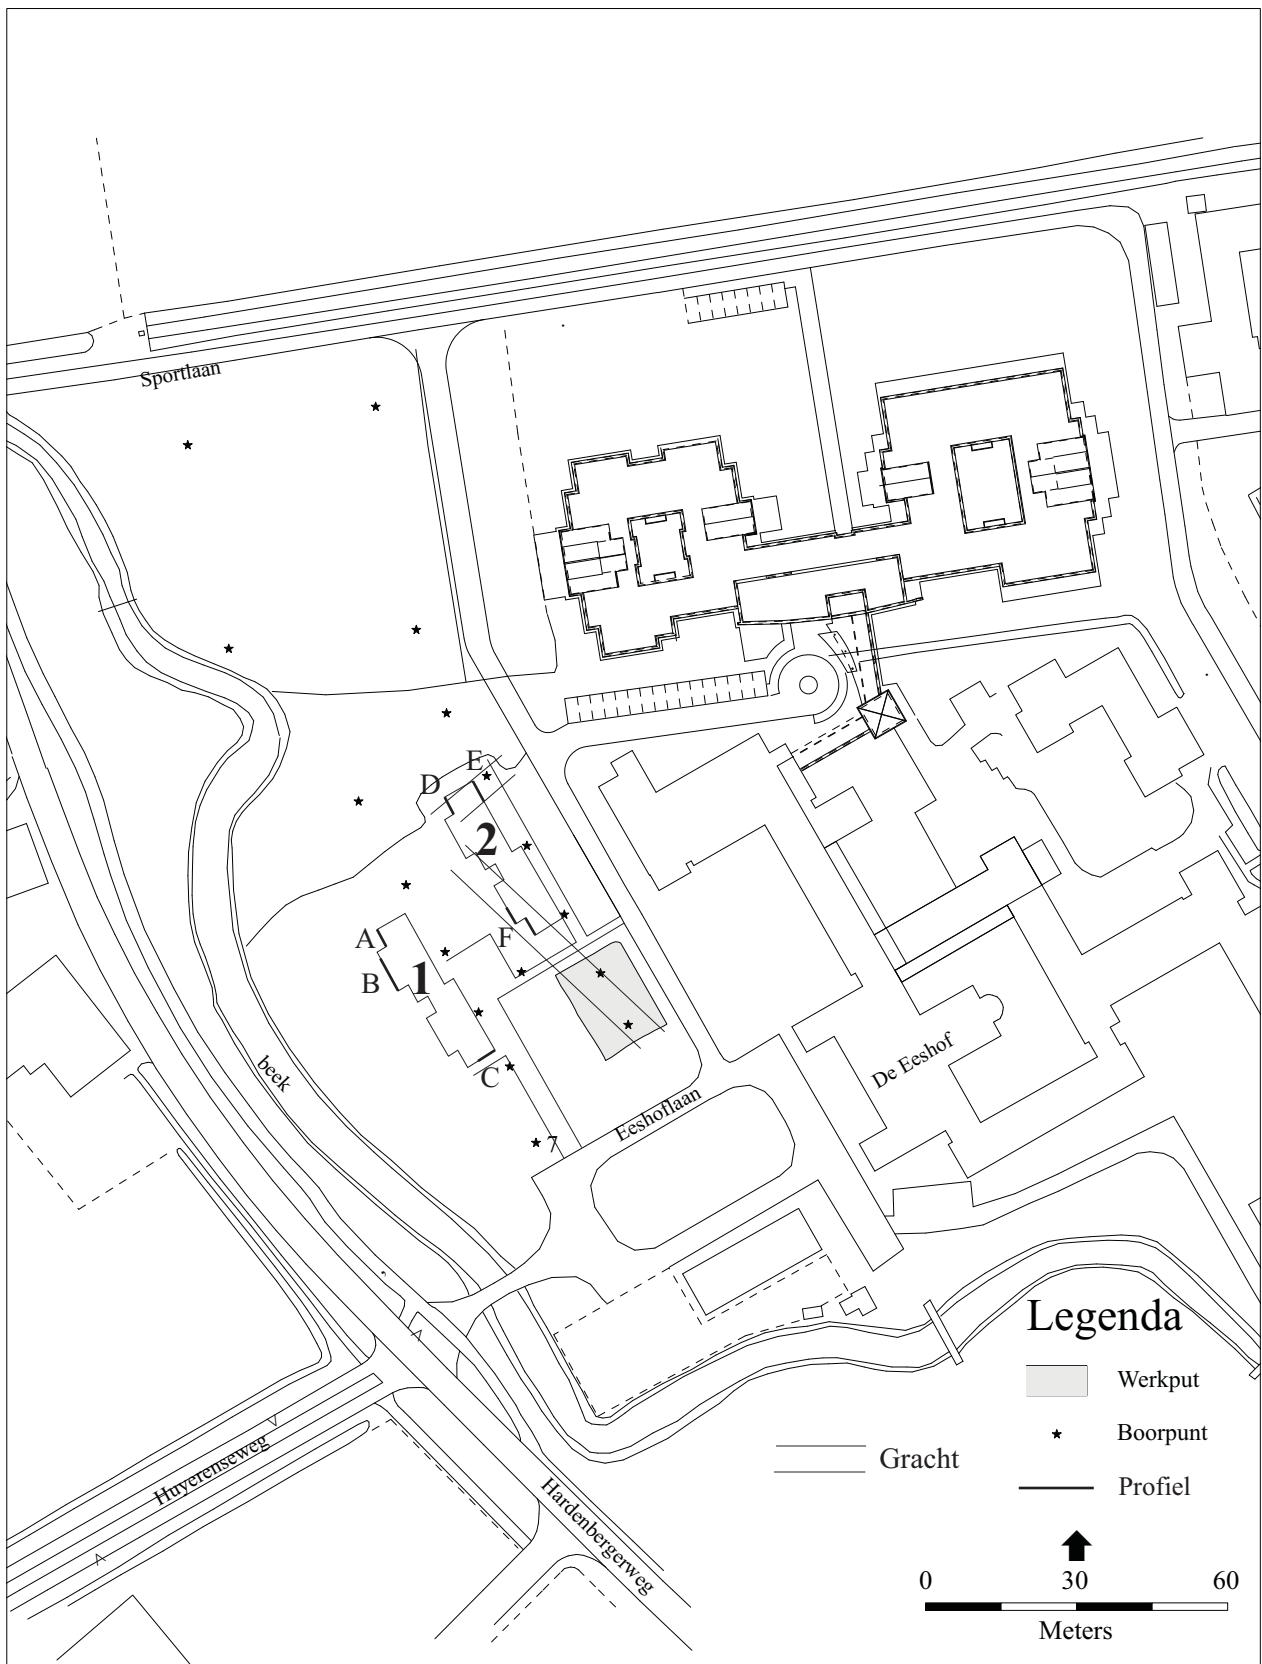 Sportlaan
E
D
2
F
A
B
1
C
7
beek
De Eeshof
Eeshoflaan
Legenda
Werkput
Boorpunt
Gracht
Profiel
Huyerenseweg
Hardenbergerweg
0 30 60
Meters